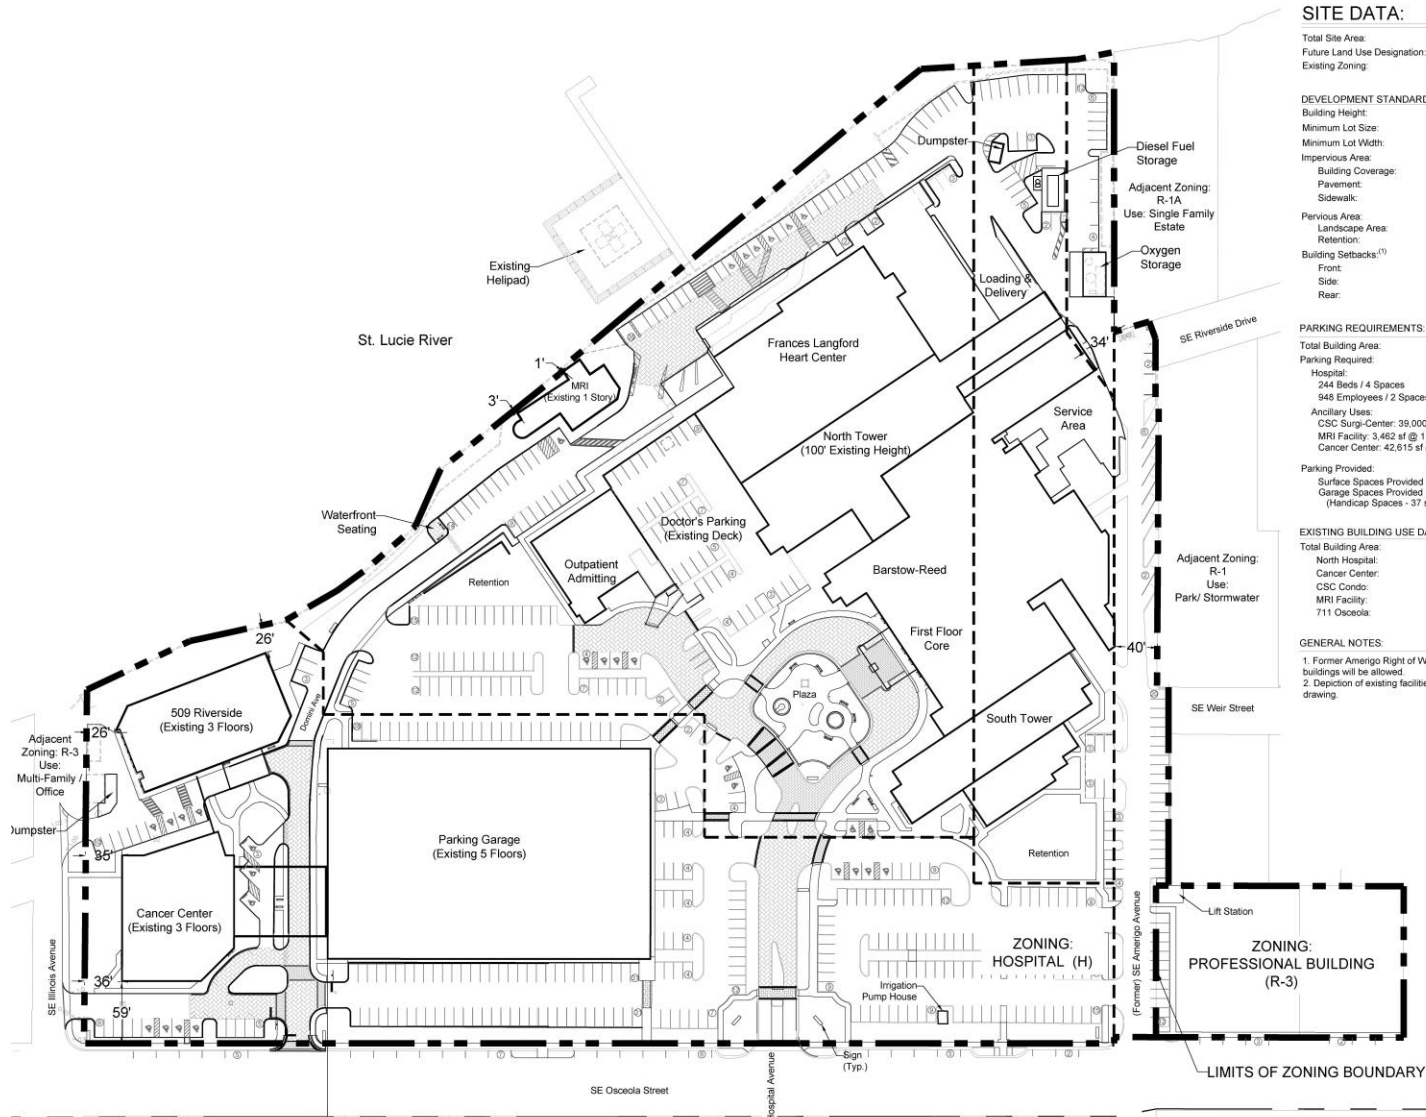 SITE DATA:
Total Site Area:
Future Land Use Designation:
Existing Zoning:
DEVELOPMENT STANDARD
Building Height:
Minimum Lot Size:
Minimum Lot Width:
Impervious Area:
Building Coverage:
Pavement:
Sidewalk:
Pervious Area:
Landscape Area:
Retention:
Building Setbacks:(1)
Front:
Side:
Rear:
PARKING REQUIREMENTS:
Total Building Area:
Parking Required:
Hospital:
244 Beds / 4 Spaces
948 Employees / 2 Spaces
Ancillary Uses:
CSC Surgi-Center: 39,000
MRI Facility: 3,462 sf @ 1
Cancer Center: 42,615 sf
Parking Provided:
Surface Spaces Provided
Garage Spaces Provided
(Handicap Spaces - 37
EXISTING BUILDING USE DA
Total Building Area:
North Hospital:
Cancer Center:
CSC Condo:
MRI Facility:
711 Osceola:
GENERAL NOTES:
1. Former Amerigo Right of W
buildings will be allowed.
2. Depiction of existing facilitie
drawing.
Dumpster
Diesel Fuel
Storage
Adjacent Zoning:
R-1A
Use: Single Family
Estate
Oxygen
Storage
Existing
Helipad)
Loading &
Delivery
SE Riverside Drive
St. Lucie River
Frances Langford
Heart Center
34'
1'
MRI
(Existing 1 Story)
3'
Service
Area
North Tower
(100' Existing Height)
Waterfront
Seating
Doctor's Parking
(Existing Deck)
Outpatient
Admitting
Retention
Barstow-Reed
Adjacent Zoning:
R-1
Use:
Park/ Stormwater
First Floor
Core
26'
40'
Plaza
509 Riverside
(Existing 3 Floors)
Domini Ave
South Tower
SE Weir Street
26'
Adjacent
Zoning: R-3
Use:
Multi-Family /
Office
Dumpster
35'
Parking Garage
(Existing 5 Floors)
Retention
Cancer Center
(Existing 3 Floors)
Lift Station
ZONING:
HOSPITAL (H)
ZONING:
PROFESSIONAL BUILDING
(R-3)
(Former) SE Amerigo Avenue
SE Illinois Avenue
36'
59'
Irrigation
Pump House
Sign
(Typ.)
Hospital Avenue
SE Osceola Street
LIMITS OF ZONING BOUNDARY